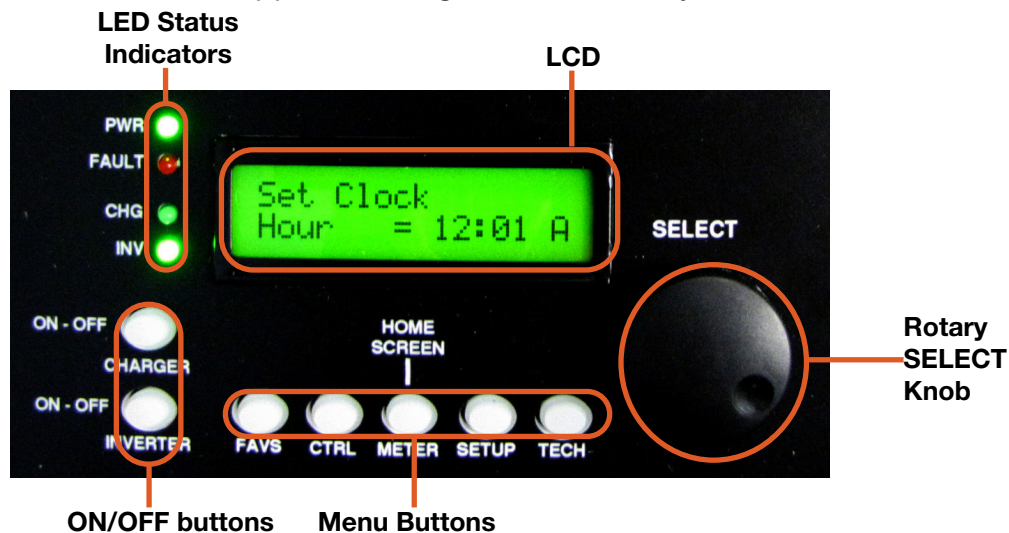 LED Status
Indicators
LCD
PWR
FAULT
CHG
INV
Set Clock
Hour = 12:01 A
SELECT
ON - OFF
CHARGER
ON - OFF
INVERTER
HOME
SCREEN
FAVS CTRL METER SETUP TECH
Rotary
SELECT
Knob
ON/OFF buttons
Menu Buttons